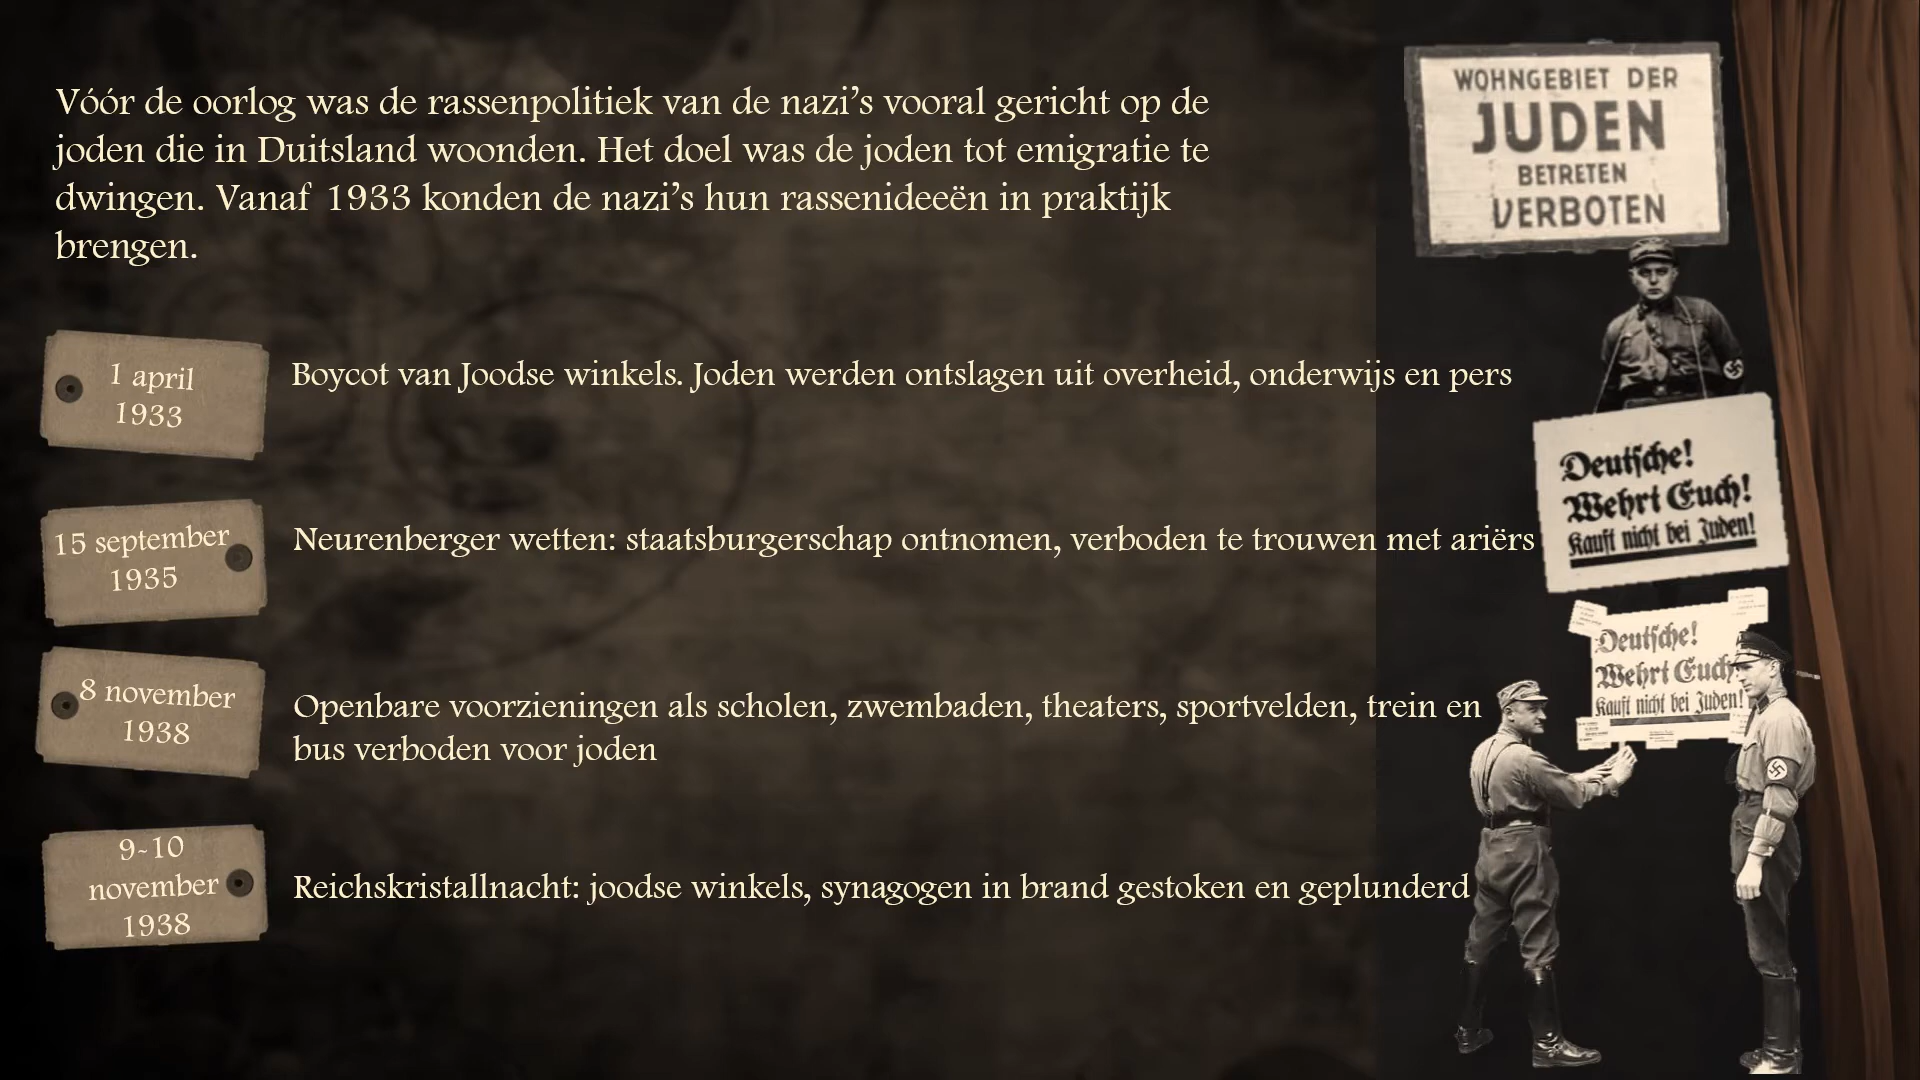 Vóór de oorlog was de rassenpolitiek van de nazi’s vooral gericht op de
joden die in Duitsland woonden. Het doel was de joden tot emigratie te
dwingen. Vanaf 1933 konden de nazi’s hun rassenideeën in praktijk
brengen.
1 april
1933
Boycot van Joodse winkels. Joden werden ontslagen uit overheid, onderwijs en pers
15 september
1935
Neurenberger wetten: staatsburgerschap ontnomen, verboden te trouwen met ariërs
8 november
1938
Openbare voorzieningen als scholen, zwembaden, theaters, sportvelden, trein en
bus verboden voor joden
9-10
november
1938
Reichskristallnacht: joodse winkels, synagogen in brand gestoken en geplunderd
WOHNGEBIET DER
JUDEN
BETRETEN
VERBOTEN
Deutsche!
Wehrt Euch!
Kauft nicht bei Juden!
Deutsche!
Wehrt Euch
Kauft nicht bei Juden!